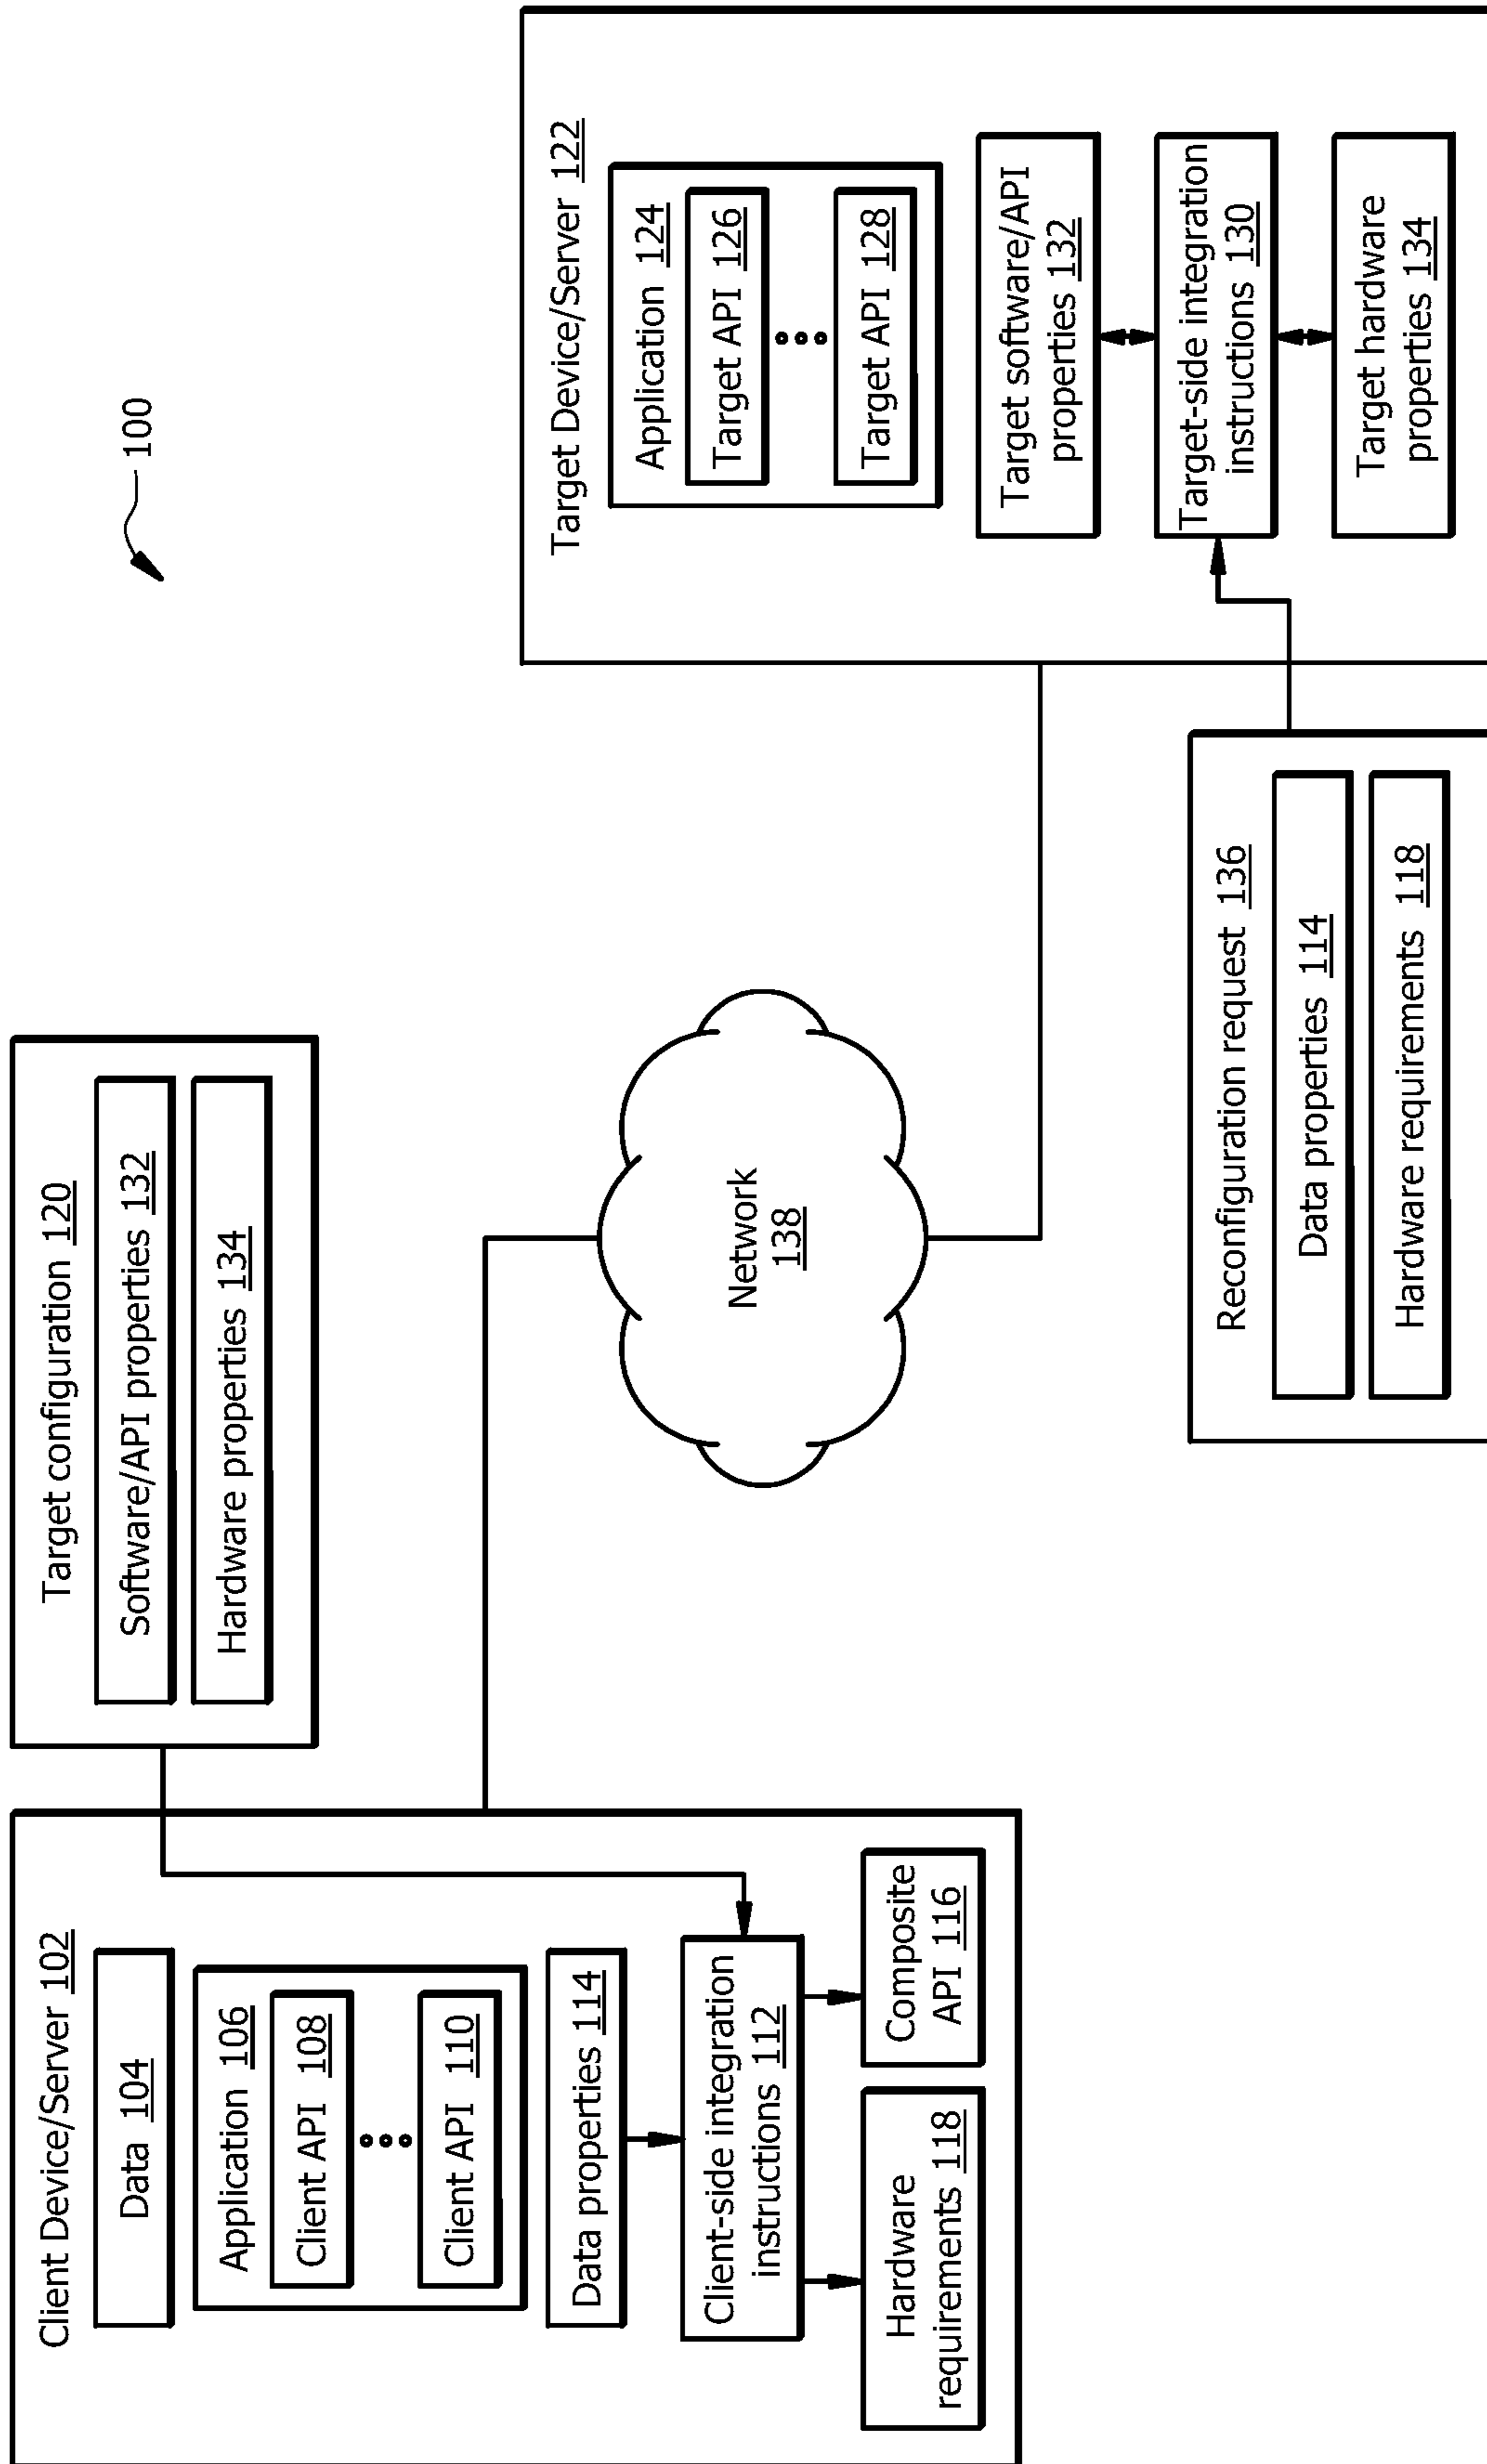 100
Client Device/Server 102
Data 104
Application 106
Client API 108
Client API 110
Data properties 114
Client-side integration
instructions 112
Hardware
requirements 118
Composite
API 116
Target configuration 120
Software/API properties 132
Hardware properties 134
Network
138
Target Device/Server 122
Application 124
Target API 126
Target API 128
Target software/API
properties 132
Target-side integration
instructions 130
Target hardware
properties 134
Reconfiguration request 136
Data properties 114
Hardware requirements 118